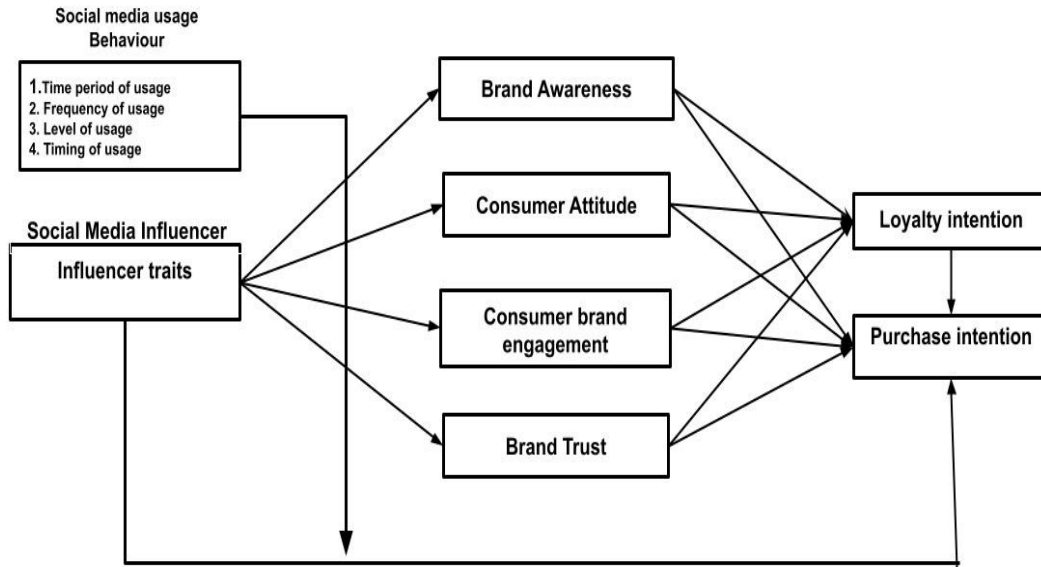 Social media usage
Behaviour
1.Time period of usage
2. Frequency of usage
3. Level of usage
4. Timing of usage
Social Media Influencer
Influencer traits
Brand Awareness
Consumer Attitude
Consumer brand
engagement
Brand Trust
Loyalty intention
Purchase intention